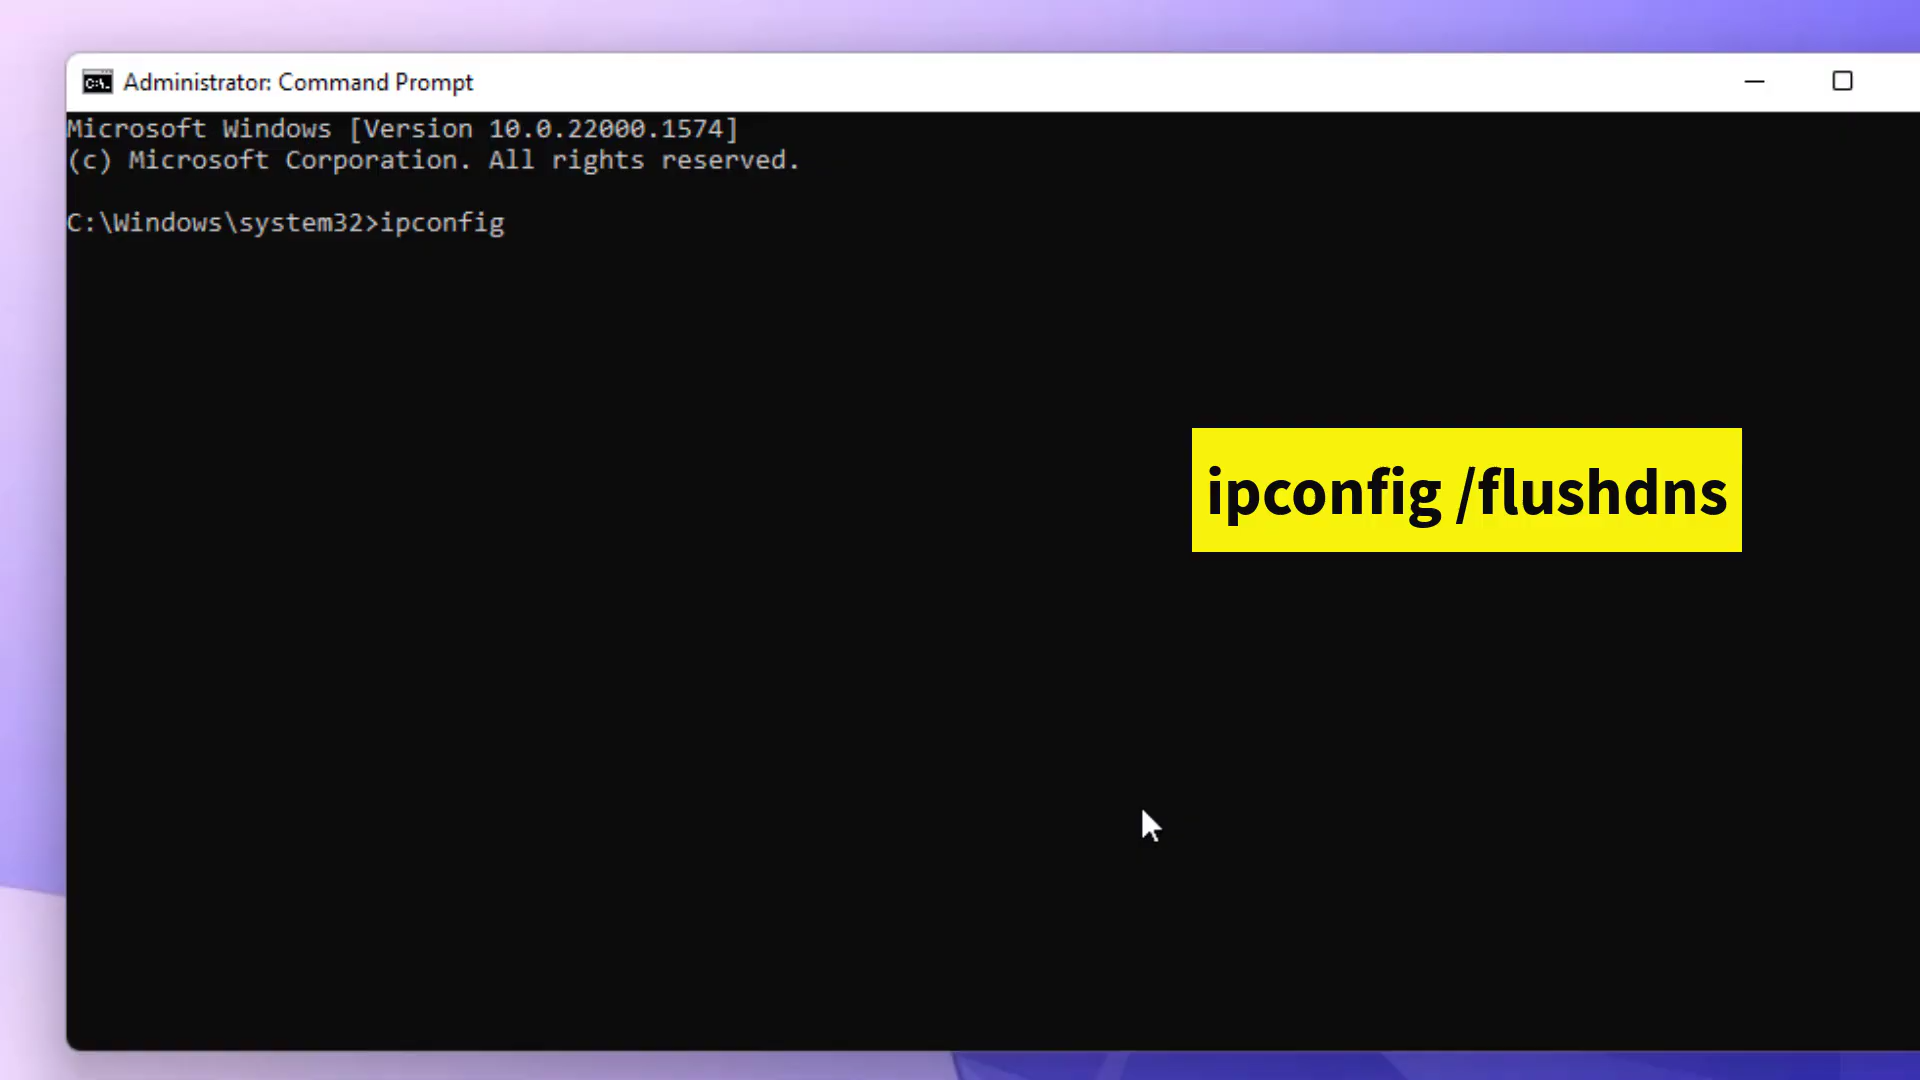 Administrator: Command Prompt
Microsoft Windows [Version 10.0.22000.1574]
(c) Microsoft Corporation. All rights reserved.
C:\Windows\system32>ipconfig
ipconfig /flushdns